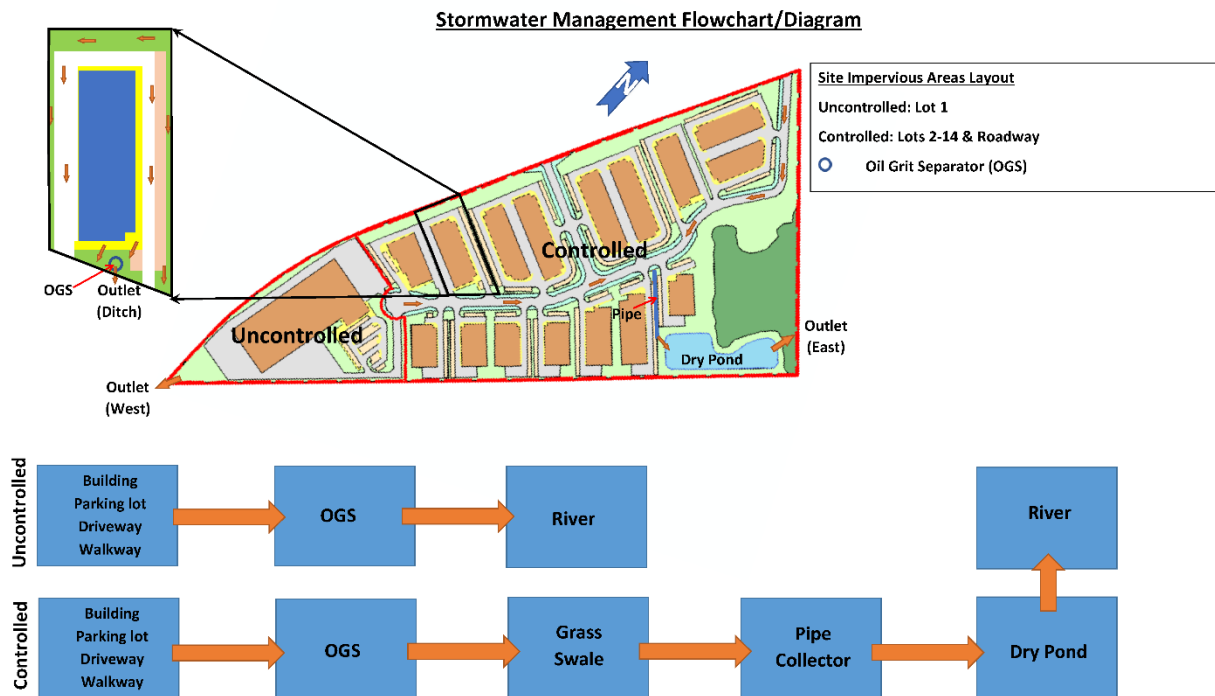 Stormwater Management Flowchart/Diagram
N
Site Impervious Areas Layout
Uncontrolled: Lot 1
Controlled: Lots 2-14 & Roadway
Oil Grit Separator (OGS)
OGS
Outlet
(Ditch)
Controlled
Uncontrolled
Pipe
Dry Pond
Outlet
(East)
Outlet
(West)
Uncontrolled
Building
Parking lot
Driveway
Walkway
OGS
River
River
Controlled
Building
Parking lot
Driveway
Walkway
OGS
Grass
Swale
Pipe
Collector
Dry Pond